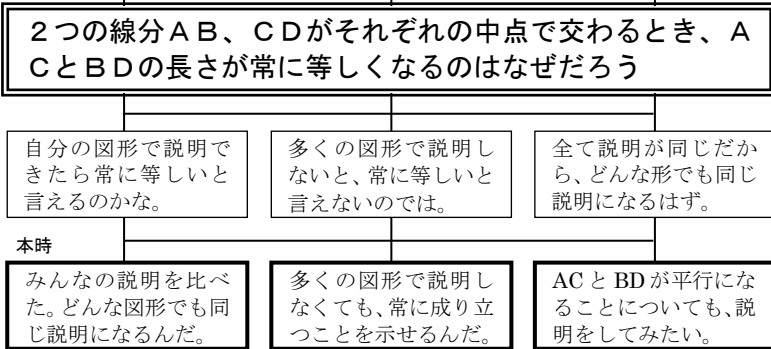 ２つの線分ＡＢ、ＣＤがそれぞれの中点で交わるとき、Ａ
ＣとＢＤの長さが常に等しくなるのはなぜだろう
自分の図形で説明で
きたら常に等しいと
言えるのかな。
多くの図形で説明し
ないと、常に等しいと
言えないのでは。
全て説明が同じだか
ら、どんな形でも同じ
説明になるはず。
本時
みんなの説明を比べ
た。どんな図形でも同
じ説明になるんだ。
多くの図形で説明し
なくても、常に成り立
つことを示せるんだ。
AC と BD が平行にな
ることについても、説
明をしてみたい。